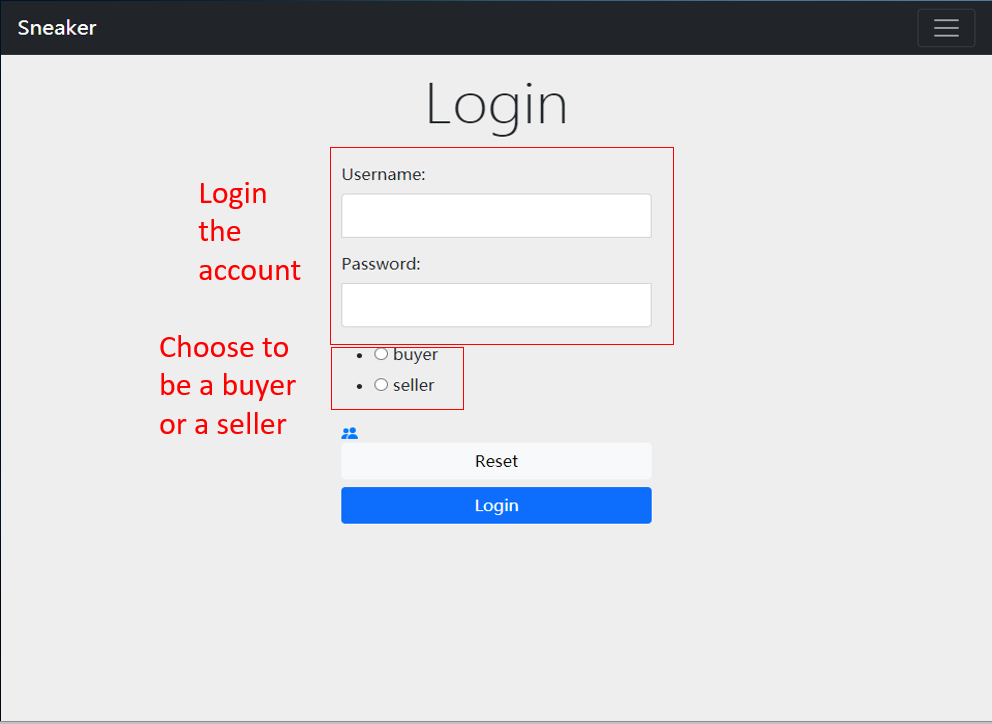 Sneaker
Login
Username:
Login
the
account
Password:
Choose to
be a buyer
or a seller
buyer
seller
Reset
Login